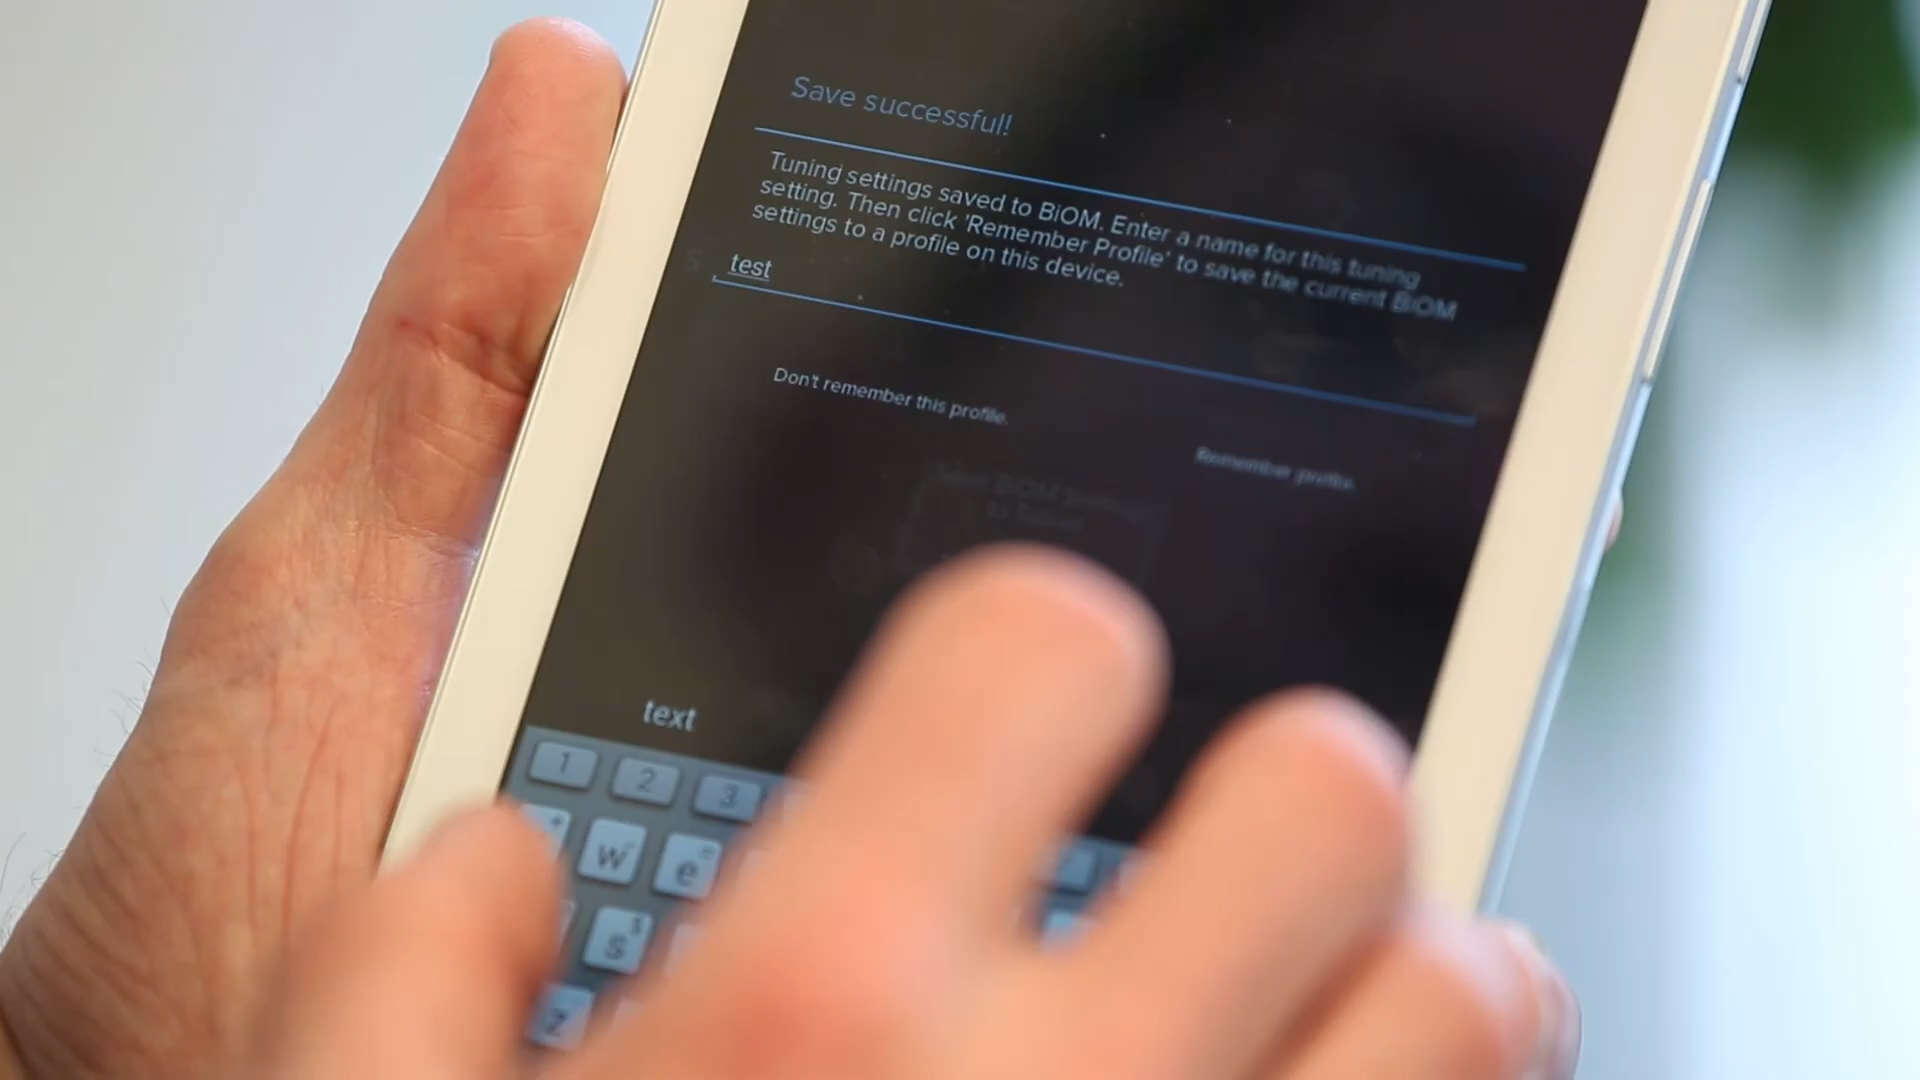 Save successful!
Tuning settings saved to BiOM. Enter a name for this tuning
setting. Then click 'Remember Profile' to save the current BiOM
settings to a profile on this device.
test
Don't remember this profile.
Remember profile.
text
1 2 3
w e
s 3
z